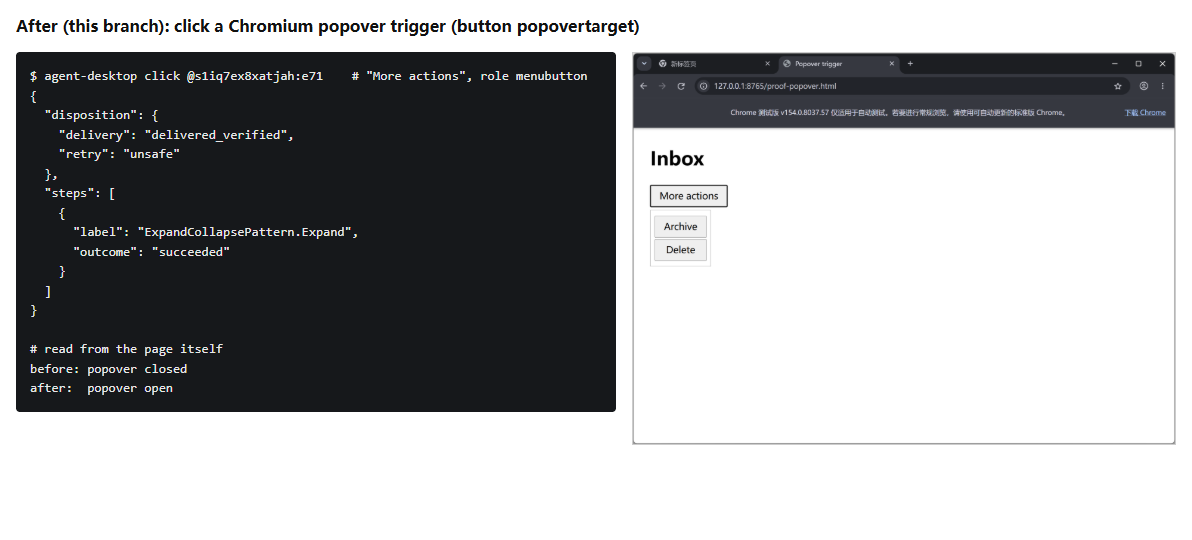 After (this branch): click a Chromium popover trigger (button popovertarget)
$ agent-desktop click @s1iq7ex8xatjah:e71    # "More actions", role menubutton
{
  "disposition": {
    "delivery": "delivered_verified",
    "retry": "unsafe"
  },
  "steps": [
    {
      "label": "ExpandCollapsePattern.Expand",
      "outcome": "succeeded"
    }
  ]
}
# read from the page itself
before: popover closed
after:  popover open
新标签页
Popover trigger
127.0.0.1:8765/proof-popover.html
Chrome 测试版 v154.0.8037.57 仅适用于自动测试。若要进行常规浏览，请使用可自动更新的标准版 Chrome。
下载 Chrome
Inbox
More actions
Archive
Delete